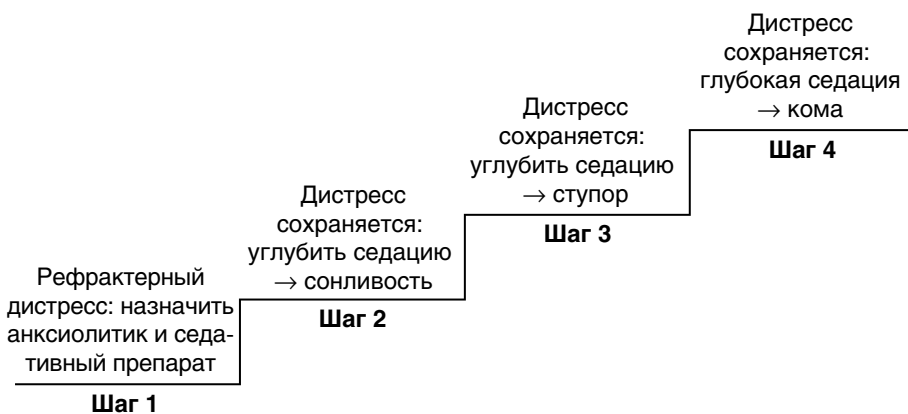 Рефрактерный
дистресс: назначить
анксиолитик и седа-
тивный препарат
Шаг 1
Дистресс
сохраняется:
углубить седацию
→ сонливость
Шаг 2
Дистресс
сохраняется:
углубить седацию
→ ступор
Шаг 3
Дистресс
сохраняется:
глубокая седация
→ кома
Шаг 4